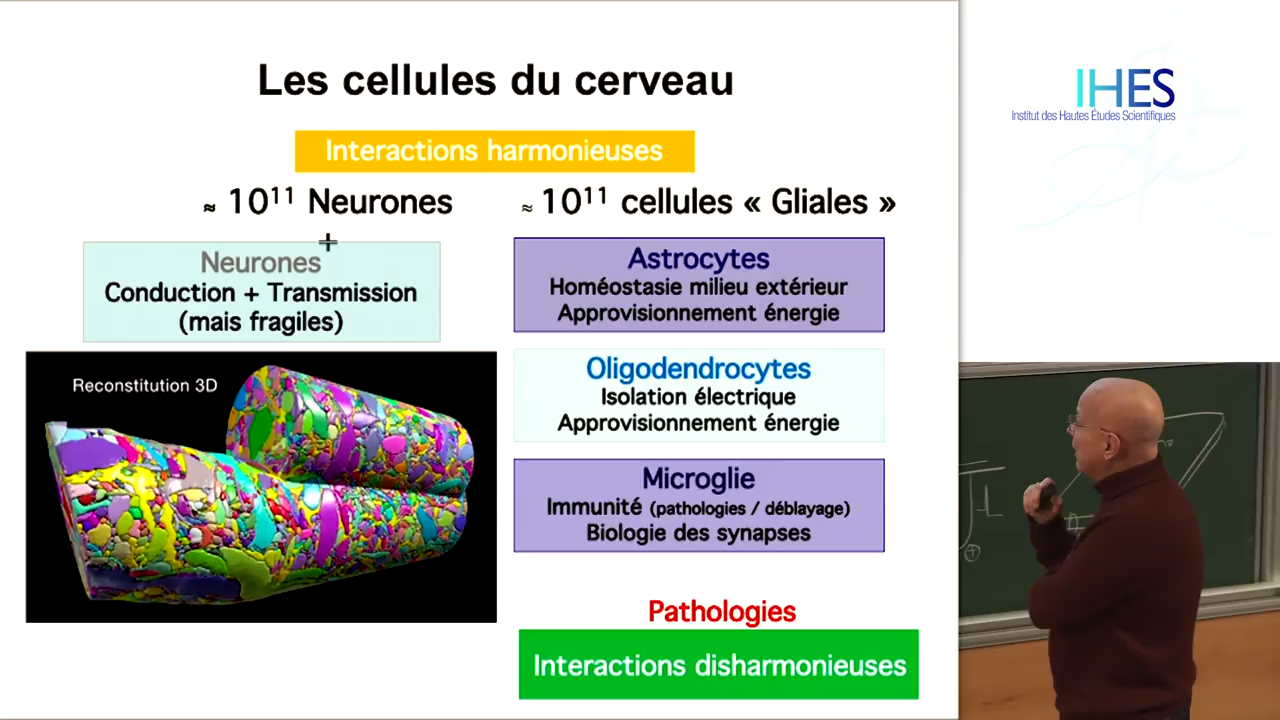 Les cellules du cerveau
Interactions harmonieuses
≈ 10¹¹ Neurones
≈ 10¹¹ cellules « Gliales »
+
Neurones
Conduction + Transmission
(mais fragiles)
Reconstitution 3D
Astrocytes
Homéostasie milieu extérieur
Approvisionnement énergie
Oligodendrocytes
Isolation électrique
Approvisionnement énergie
Microglie
Immunité (pathologies / déblayage)
Biologie des synapses
Pathologies
Interactions disharmonieuses
IHES
Institut des Hautes Études Scientifiques